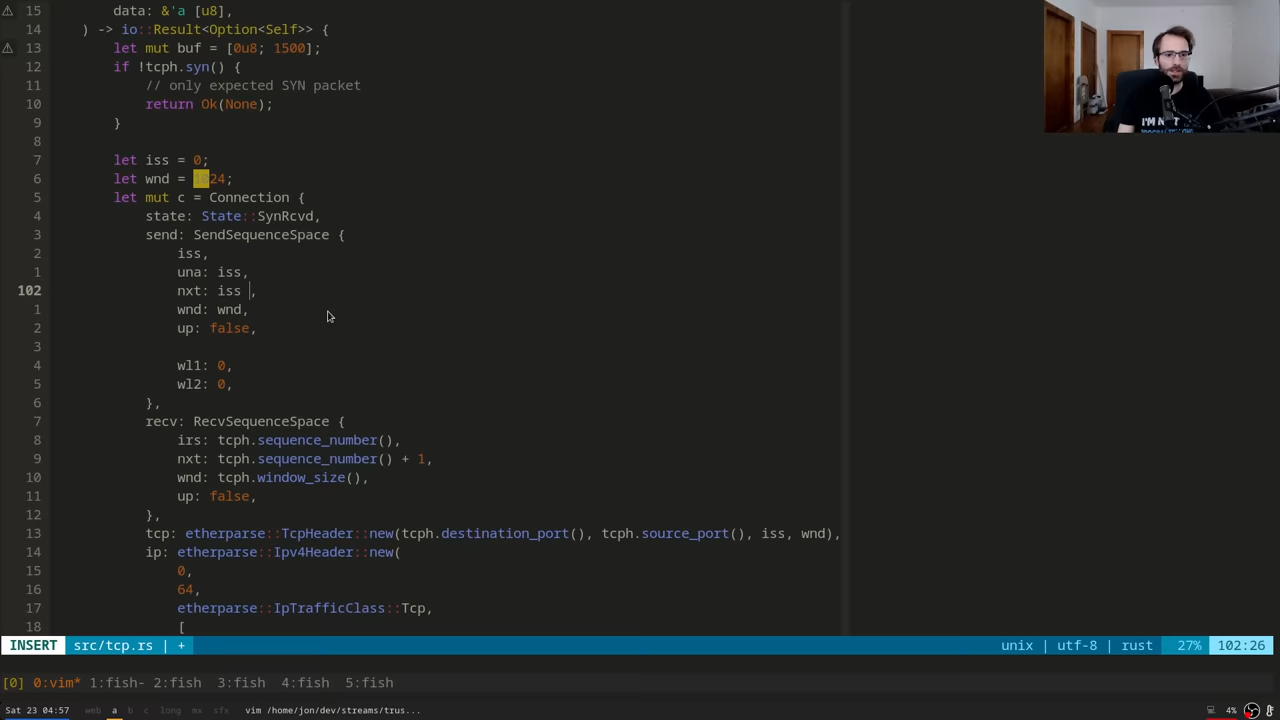 ⚠ 15 data: &'a [u8],
14 ) -> io::Result<Option<Self>> {
⚠ 13 let mut buf = [0u8; 1500];
12 if !tcph.syn() {
11 // only expected SYN packet
10 return Ok(None);
9 }
8
7 let iss = 0;
6 let wnd = 1024;
5 let mut c = Connection {
4 state: State::SynRcvd,
3 send: SendSequenceSpace {
2 iss,
1 una: iss,
102 nxt: iss ,
1 wnd: wnd,
2 up: false,
3
4 wl1: 0,
5 wl2: 0,
6 },
7 recv: RecvSequenceSpace {
8 irs: tcph.sequence_number(),
9 nxt: tcph.sequence_number() + 1,
10 wnd: tcph.window_size(),
11 up: false,
12 },
13 tcp: etherparse::TcpHeader::new(tcph.destination_port(), tcph.source_port(), iss, wnd),
14 ip: etherparse::Ipv4Header::new(
15 0,
16 64,
17 etherparse::IpTrafficClass::Tcp,
18 [
INSERT src/tcp.rs | + unix | utf-8 | rust 27% 102:26
[0] 0:vim* 1:fish- 2:fish 3:fish 4:fish 5:fish
Sat 23 04:57 web a b c long mx sfx vim /home/jon/dev/streams/trus... 4%
I'M N